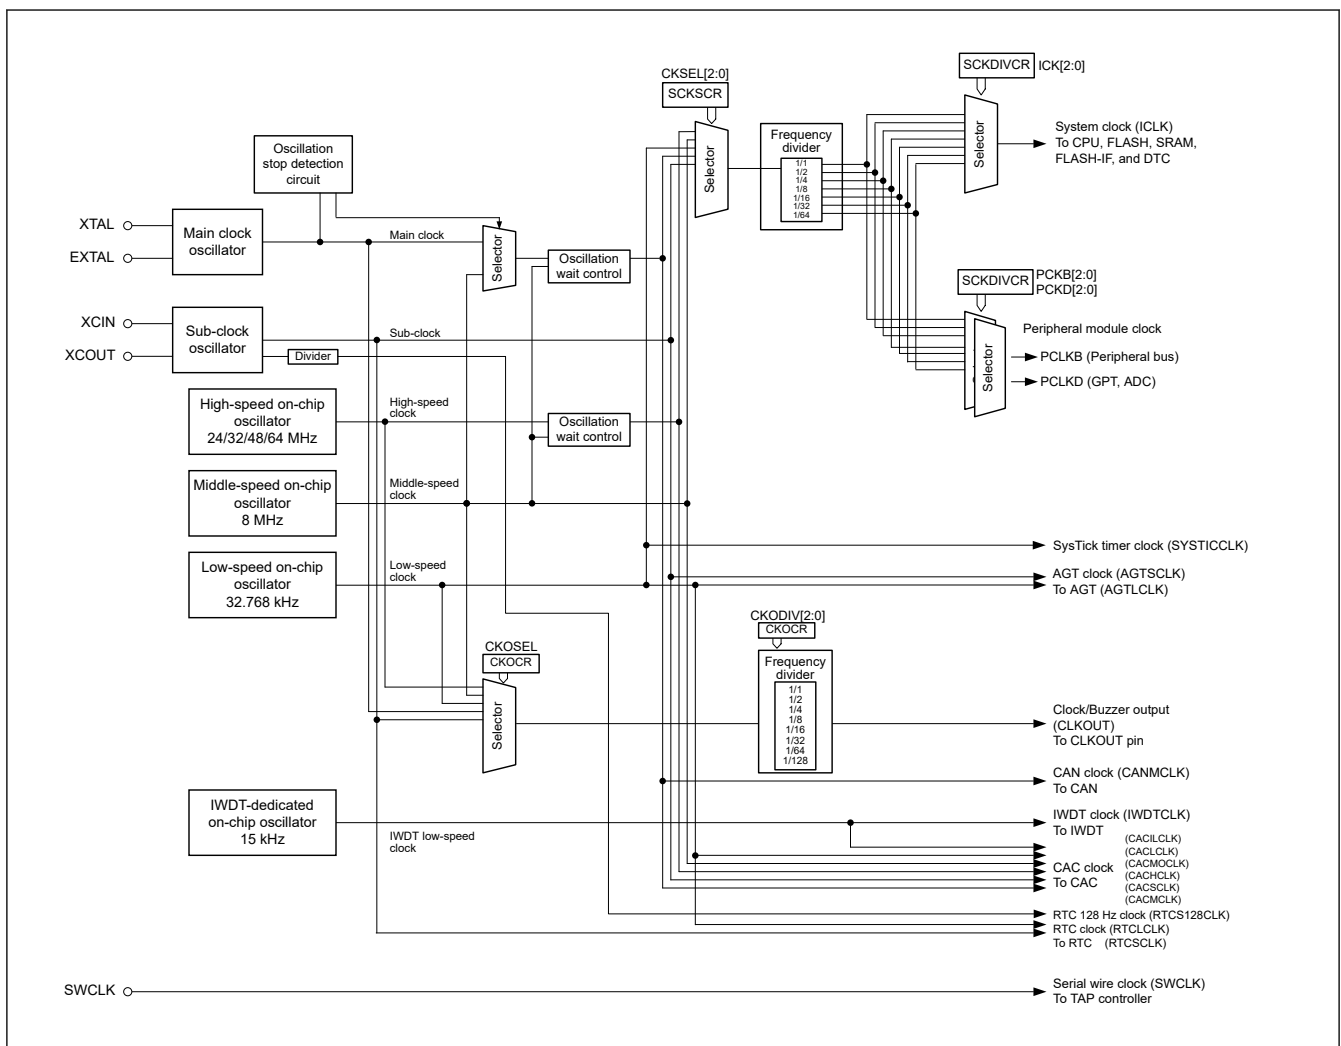 CKSEL[2:0]
SCKSCR
SCKDIVCR
ICK[2:0]
Selector
System clock (ICLK)
To CPU, FLASH, SRAM,
FLASH-IF, and DTC
Oscillation
stop detection
circuit
Selector
Frequency
divider
1/1
1/2
1/4
1/8
1/16
1/32
1/64
XTAL
EXTAL
Main clock
oscillator
Main clock
Selector
Oscillation
wait control
SCKDIVCR
PCKB[2:0]
PCKD[2:0]
Selector
Peripheral module clock
PCLKB (Peripheral bus)
PCLKD (GPT, ADC)
XCIN
XCOUT
Sub-clock
oscillator
Sub-clock
Divider
High-speed on-chip
oscillator
24/32/48/64 MHz
High-speed
clock
Oscillation
wait control
Middle-speed on-chip
oscillator
8 MHz
Middle-speed
clock
Low-speed on-chip
oscillator
32.768 kHz
Low-speed
clock
SysTick timer clock (SYSTICCLK)
AGT clock (AGTSCLK)
To AGT (AGTLCLK)
CKOSEL
CKOCR
Selector
CKODIV[2:0]
CKOCR
Frequency
divider
1/1
1/2
1/4
1/8
1/16
1/32
1/64
1/128
Clock/Buzzer output
(CLKOUT)
To CLKOUT pin
CAN clock (CANMCLK)
To CAN
IWDT-dedicated
on-chip oscillator
15 kHz
IWDT low-speed
clock
IWDT clock (IWDTCLK)
To IWDT
CAC clock
To CAC
(CACILCLK)
(CACLCLK)
(CACMOCLK)
(CACHCLK)
(CACSCLK)
(CACMCLK)
RTC 128 Hz clock (RTCS128CLK)
RTC clock (RTCLCLK)
To RTC (RTCSCLK)
SWCLK
Serial wire clock (SWCLK)
To TAP controller